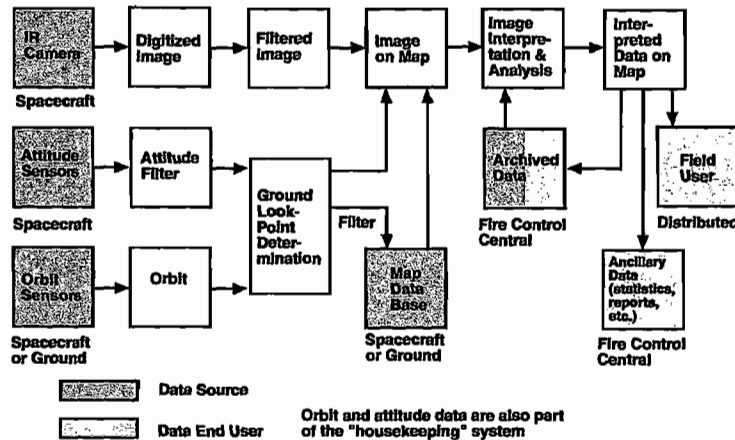 IR
Camera
Spacecraft
Digitized
Image
Filtered
Image
Image
on Map
Image
Interpre-
tation &
Analysis
Inter-
preted
Data on
Map
Attitude
Sensors
Spacecraft
Attitude
Filter
Ground
Look-
Point
Determi-
nation
Filter
Archived
Data
Fire Control
Central
Field
User
Distributed
Orbit
Sensors
Spacecraft
or Ground
Orbit
Map
Data
Base
Spacecraft
or Ground
Ancillary
Data
(statistics,
reports,
etc.)
Fire Control
Central
Data Source
Data End User
Orbit and attitude data are also part
of the "housekeeping" system